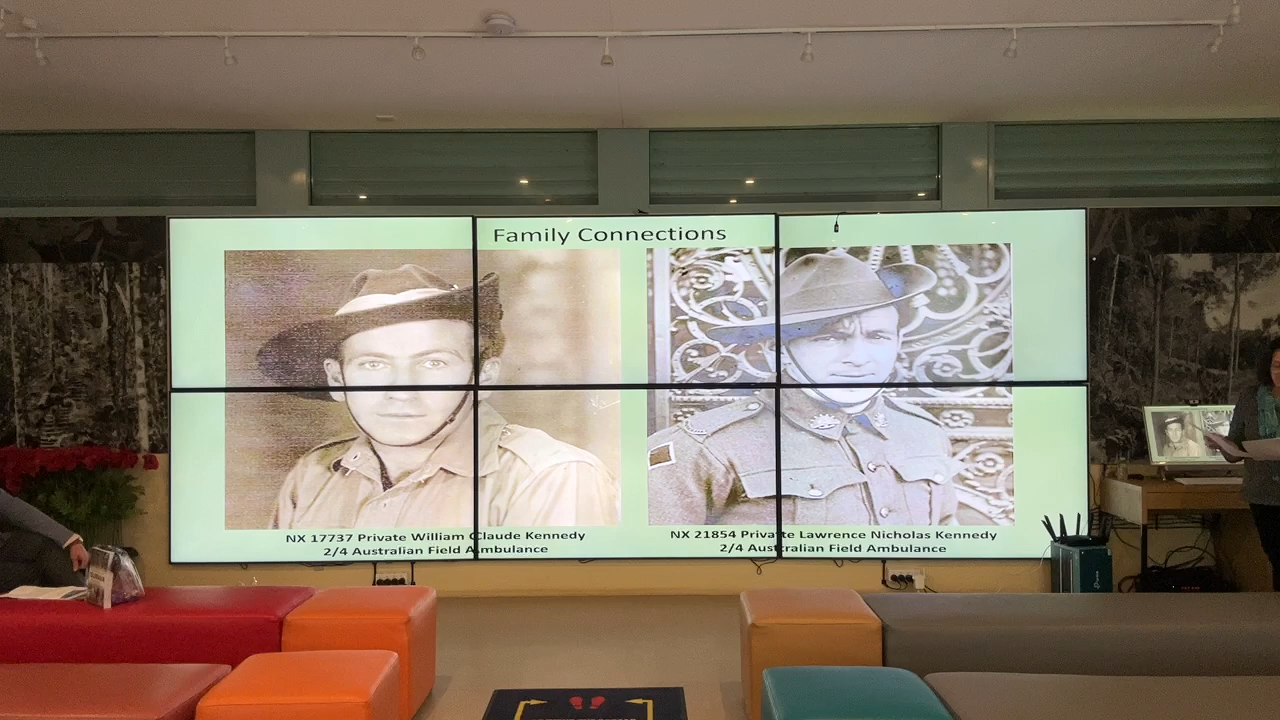 Family Connections
NX 17737 Private William Claude Kennedy
2/4 Australian Field Ambulance
NX 21854 Private Lawrence Nicholas Kennedy
2/4 Australian Field Ambulance